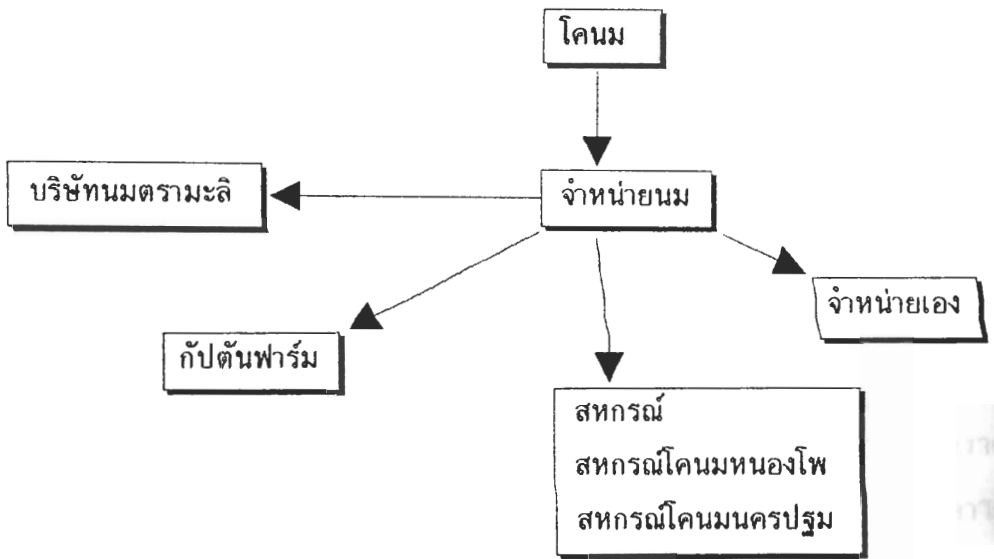 โคนม
จำหน่ายนม
บริษัทนมตรามะลิ
จำหน่ายเอง
กัปตันฟาร์ม
สหกรณ์
สหกรณ์โคนมหนองโพ
สหกรณ์โคนมนครปฐม